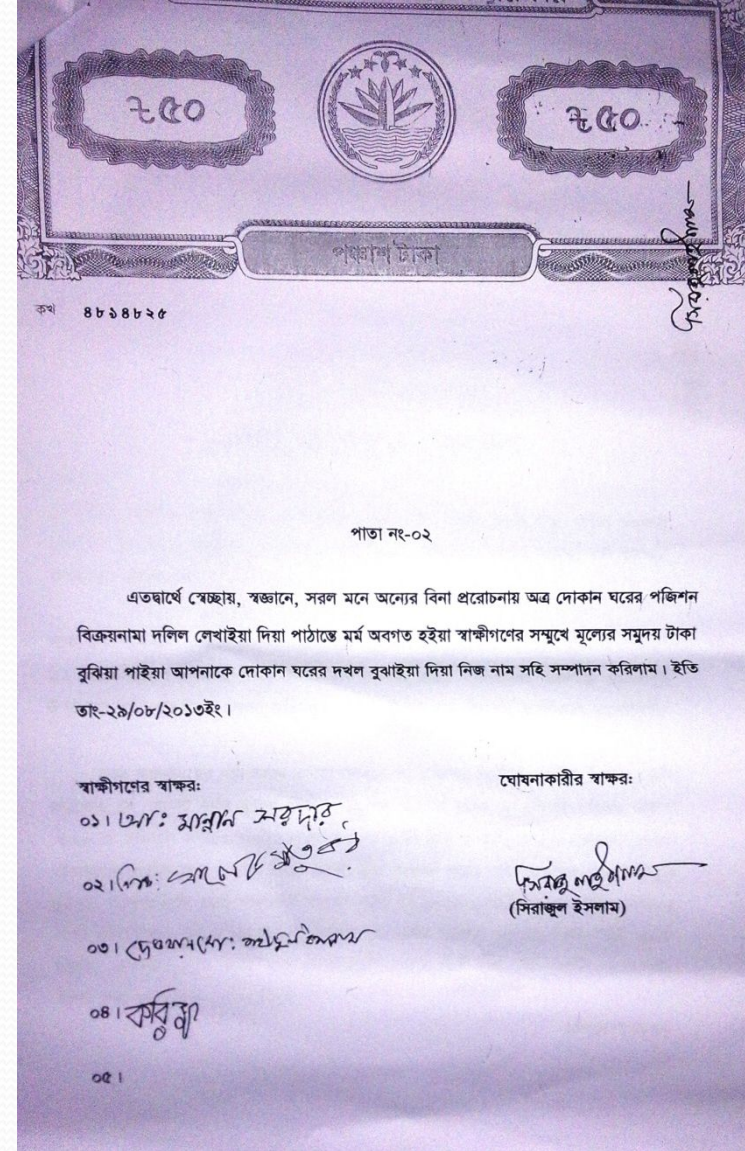 ৳ ৫০
৳ ৫০
পঞ্চাশ টাকা
কখ ৪৮১৪৮২৫
সিরাজুল ইসলাম
পাতা নং-০২
এতদ্বার্থে স্বেচ্ছায়, স্বজ্ঞানে, সরল মনে অন্যের বিনা প্ররোচনায় অত্র দোকান ঘরের পজিশন
বিক্রয়নামা দলিল লেখাইয়া দিয়া পাঠান্তে মর্ম অবগত হইয়া স্বাক্ষীগণের সম্মুখে মূল্যের সমুদয় টাকা
বুঝিয়া পাইয়া আপনাকে দোকান ঘরের দখল বুঝাইয়া দিয়া নিজ নাম সহি সম্পাদন করিলাম। ইতি
তাং-২৯/০৮/২০১৩ইং।
স্বাক্ষীগণের স্বাক্ষর:
ঘোষনাকারীর স্বাক্ষর:
০১। আ: মান্নান সরদার
০২।
সিরাজুল ইসলাম
(সিরাজুল ইসলাম)
০৩।
০৪।
০৫।